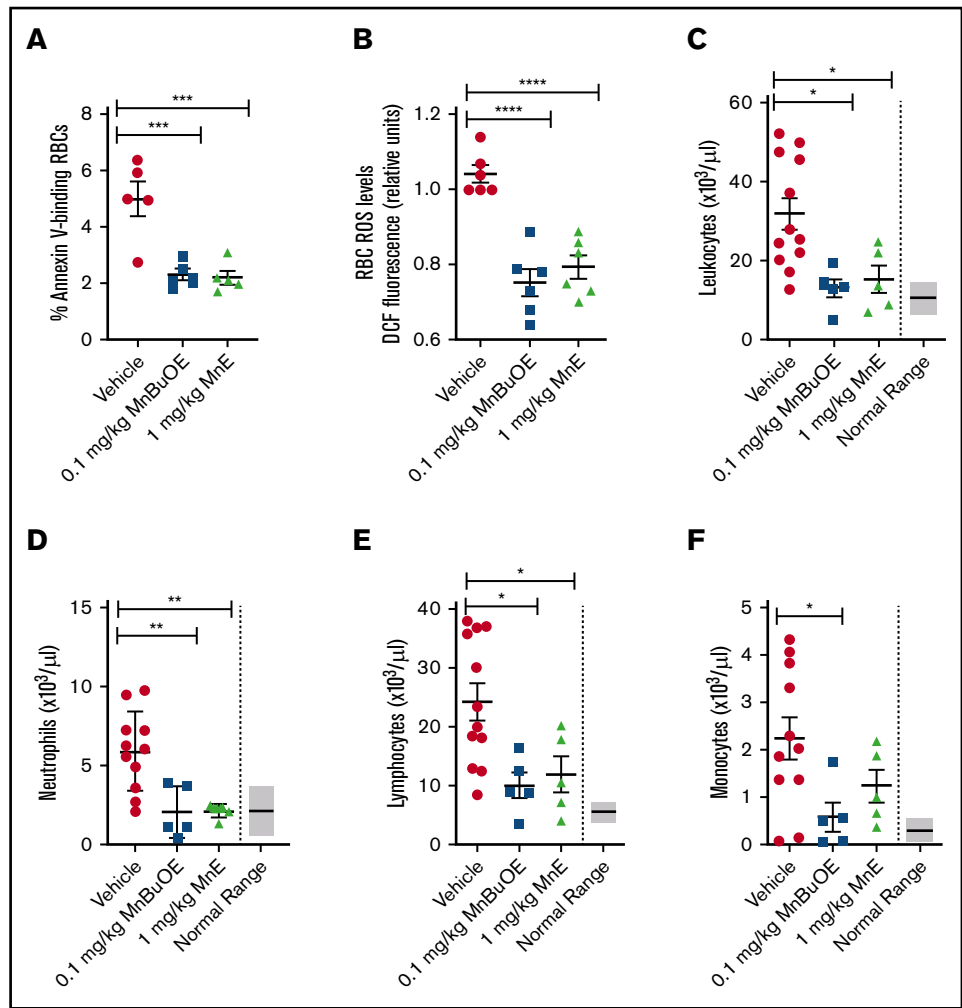 A
***
***
% Annexin V-binding RBCs
8
6
4
2
0
Vehicle
0.1 mg/kg MnBuOE
1 mg/kg MnE
B
****
****
RBC ROS levels
DCF fluorescence (relative units)
1.2
1.0
0.8
0.6
Vehicle
0.1 mg/kg MnBuOE
1 mg/kg MnE
C
*
*
Leukocytes (x10³/µl)
60
40
20
0
Vehicle
0.1 mg/kg MnBuOE
1 mg/kg MnE
Normal Range
D
**
**
Neutrophils (x10³/µl)
15
10
5
0
Vehicle
0.1 mg/kg MnBuOE
1 mg/kg MnE
Normal Range
E
*
*
Lymphocytes (x10³/µl)
40
30
20
10
0
Vehicle
0.1 mg/kg MnBuOE
1 mg/kg MnE
Normal Range
F
*
Monocytes (x10³/µl)
5
4
3
2
1
0
Vehicle
0.1 mg/kg MnBuOE
1 mg/kg MnE
Normal Range